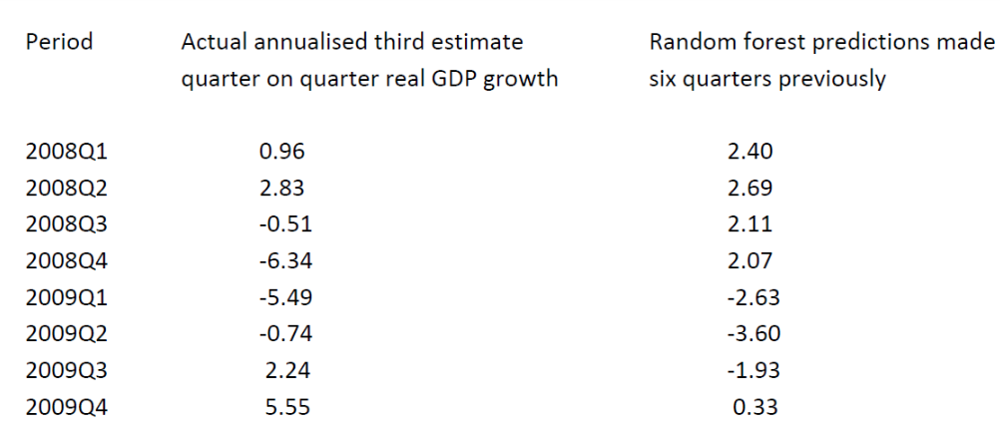 Period Actual annualised third estimate Random forest predictions made
quarter on quarter real GDP growth six quarters previously
2008Q1 0.96 2.40
2008Q2 2.83 2.69
2008Q3 -0.51 2.11
2008Q4 -6.34 2.07
2009Q1 -5.49 -2.63
2009Q2 -0.74 -3.60
2009Q3 2.24 -1.93
2009Q4 5.55 0.33